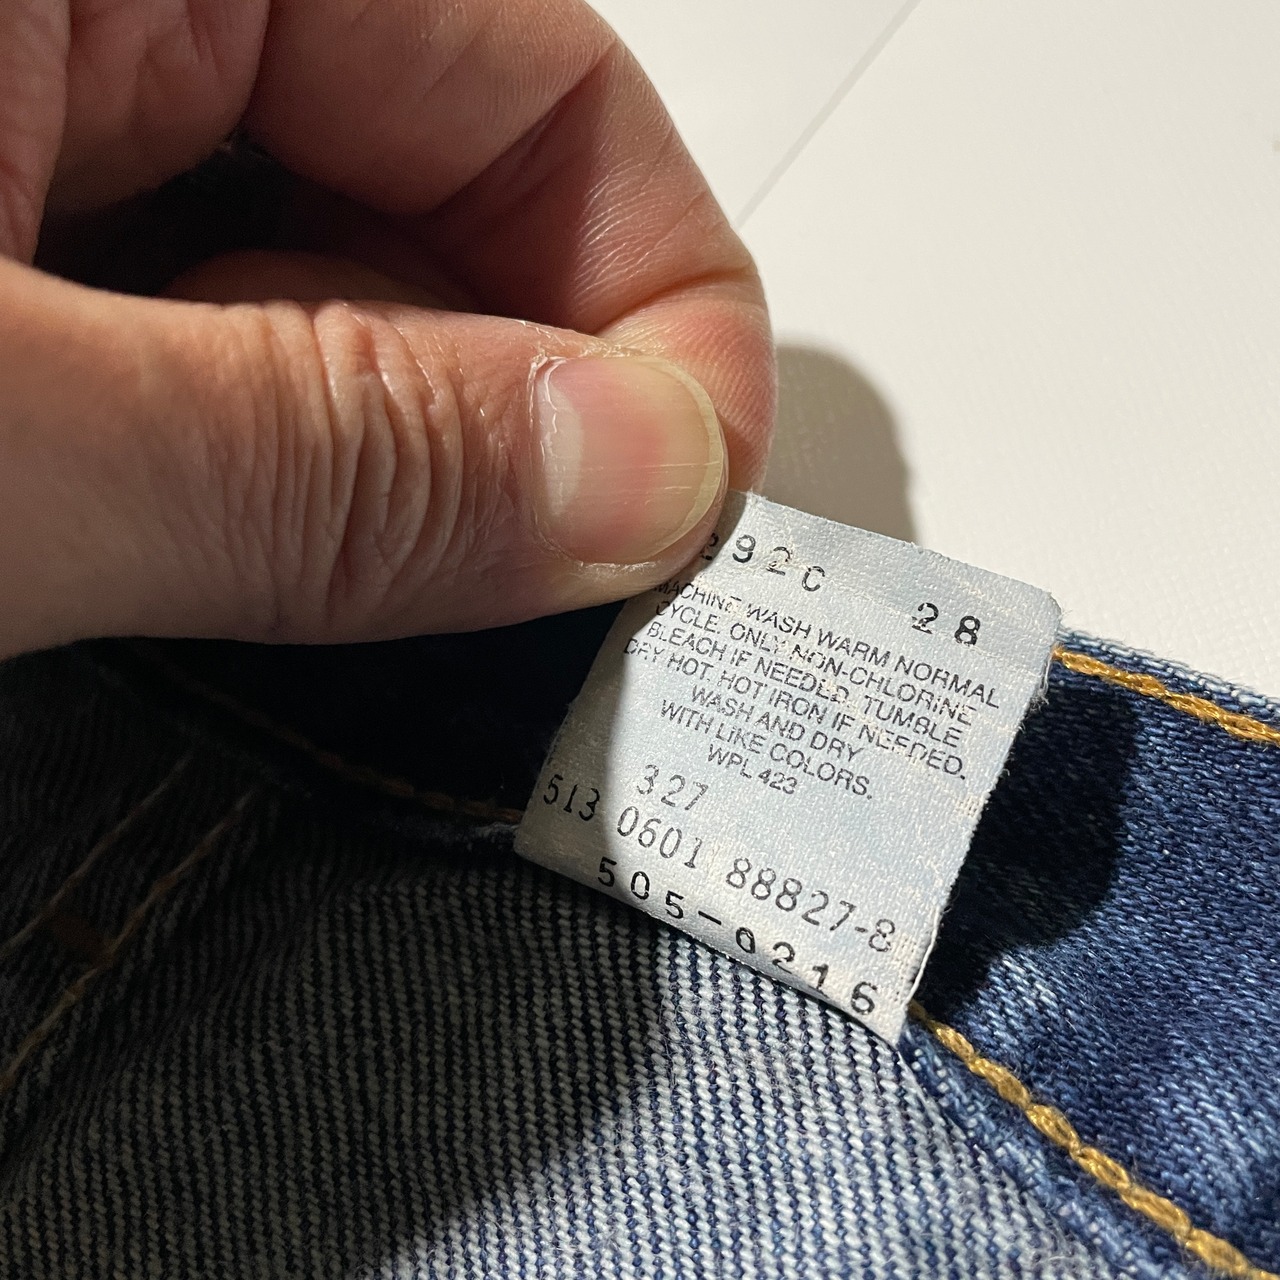 92C 28
MACHINE WASH WARM NORMAL
CYCLE. ONLY NON-CHLORINE
BLEACH IF NEEDED. TUMBLE
DRY HOT. HOT IRON IF NEEDED.
WASH AND DRY
WITH LIKE COLORS.
WPL 423
327
513 0601 88827-8
505-0216